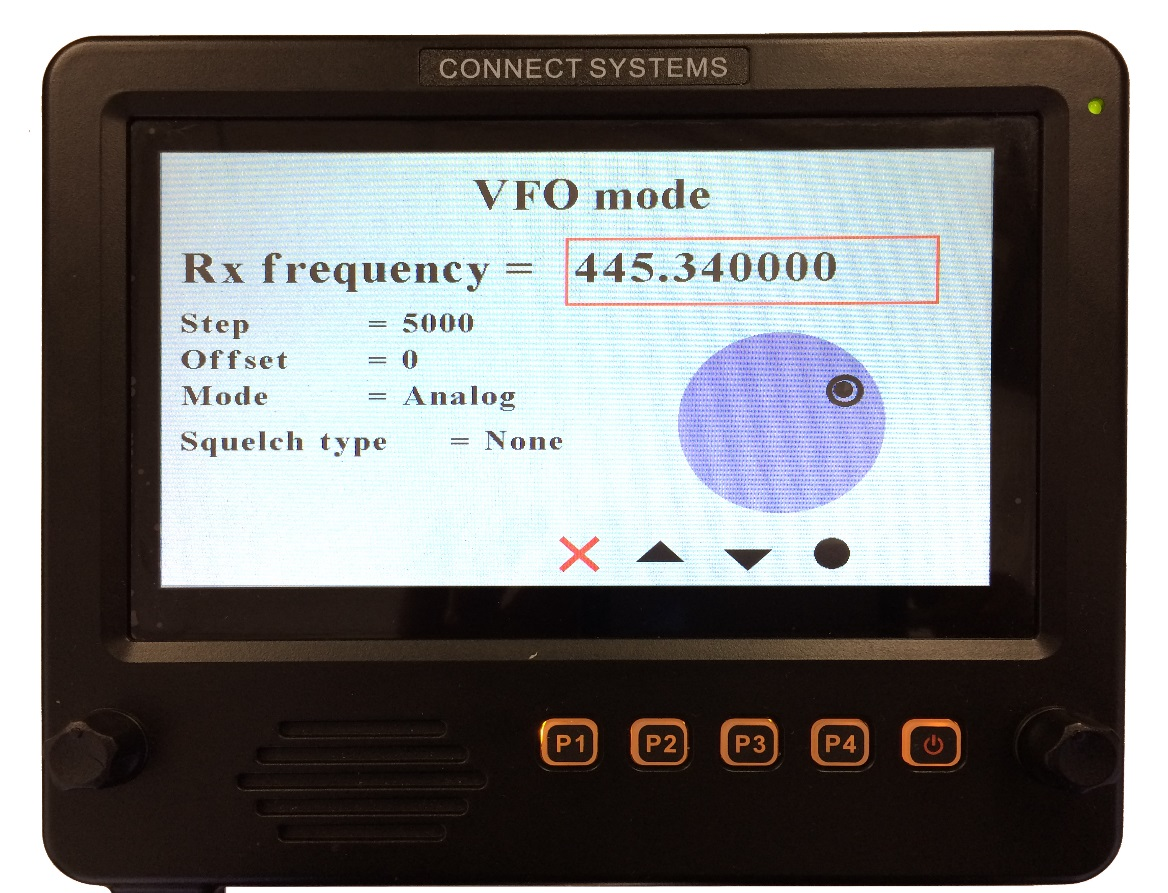 CONNECT SYSTEMS
VFO mode
Rx frequency = 445.340000
Step = 5000
Offset = 0
Mode = Analog
Squelch type = None
P1 P2 P3 P4